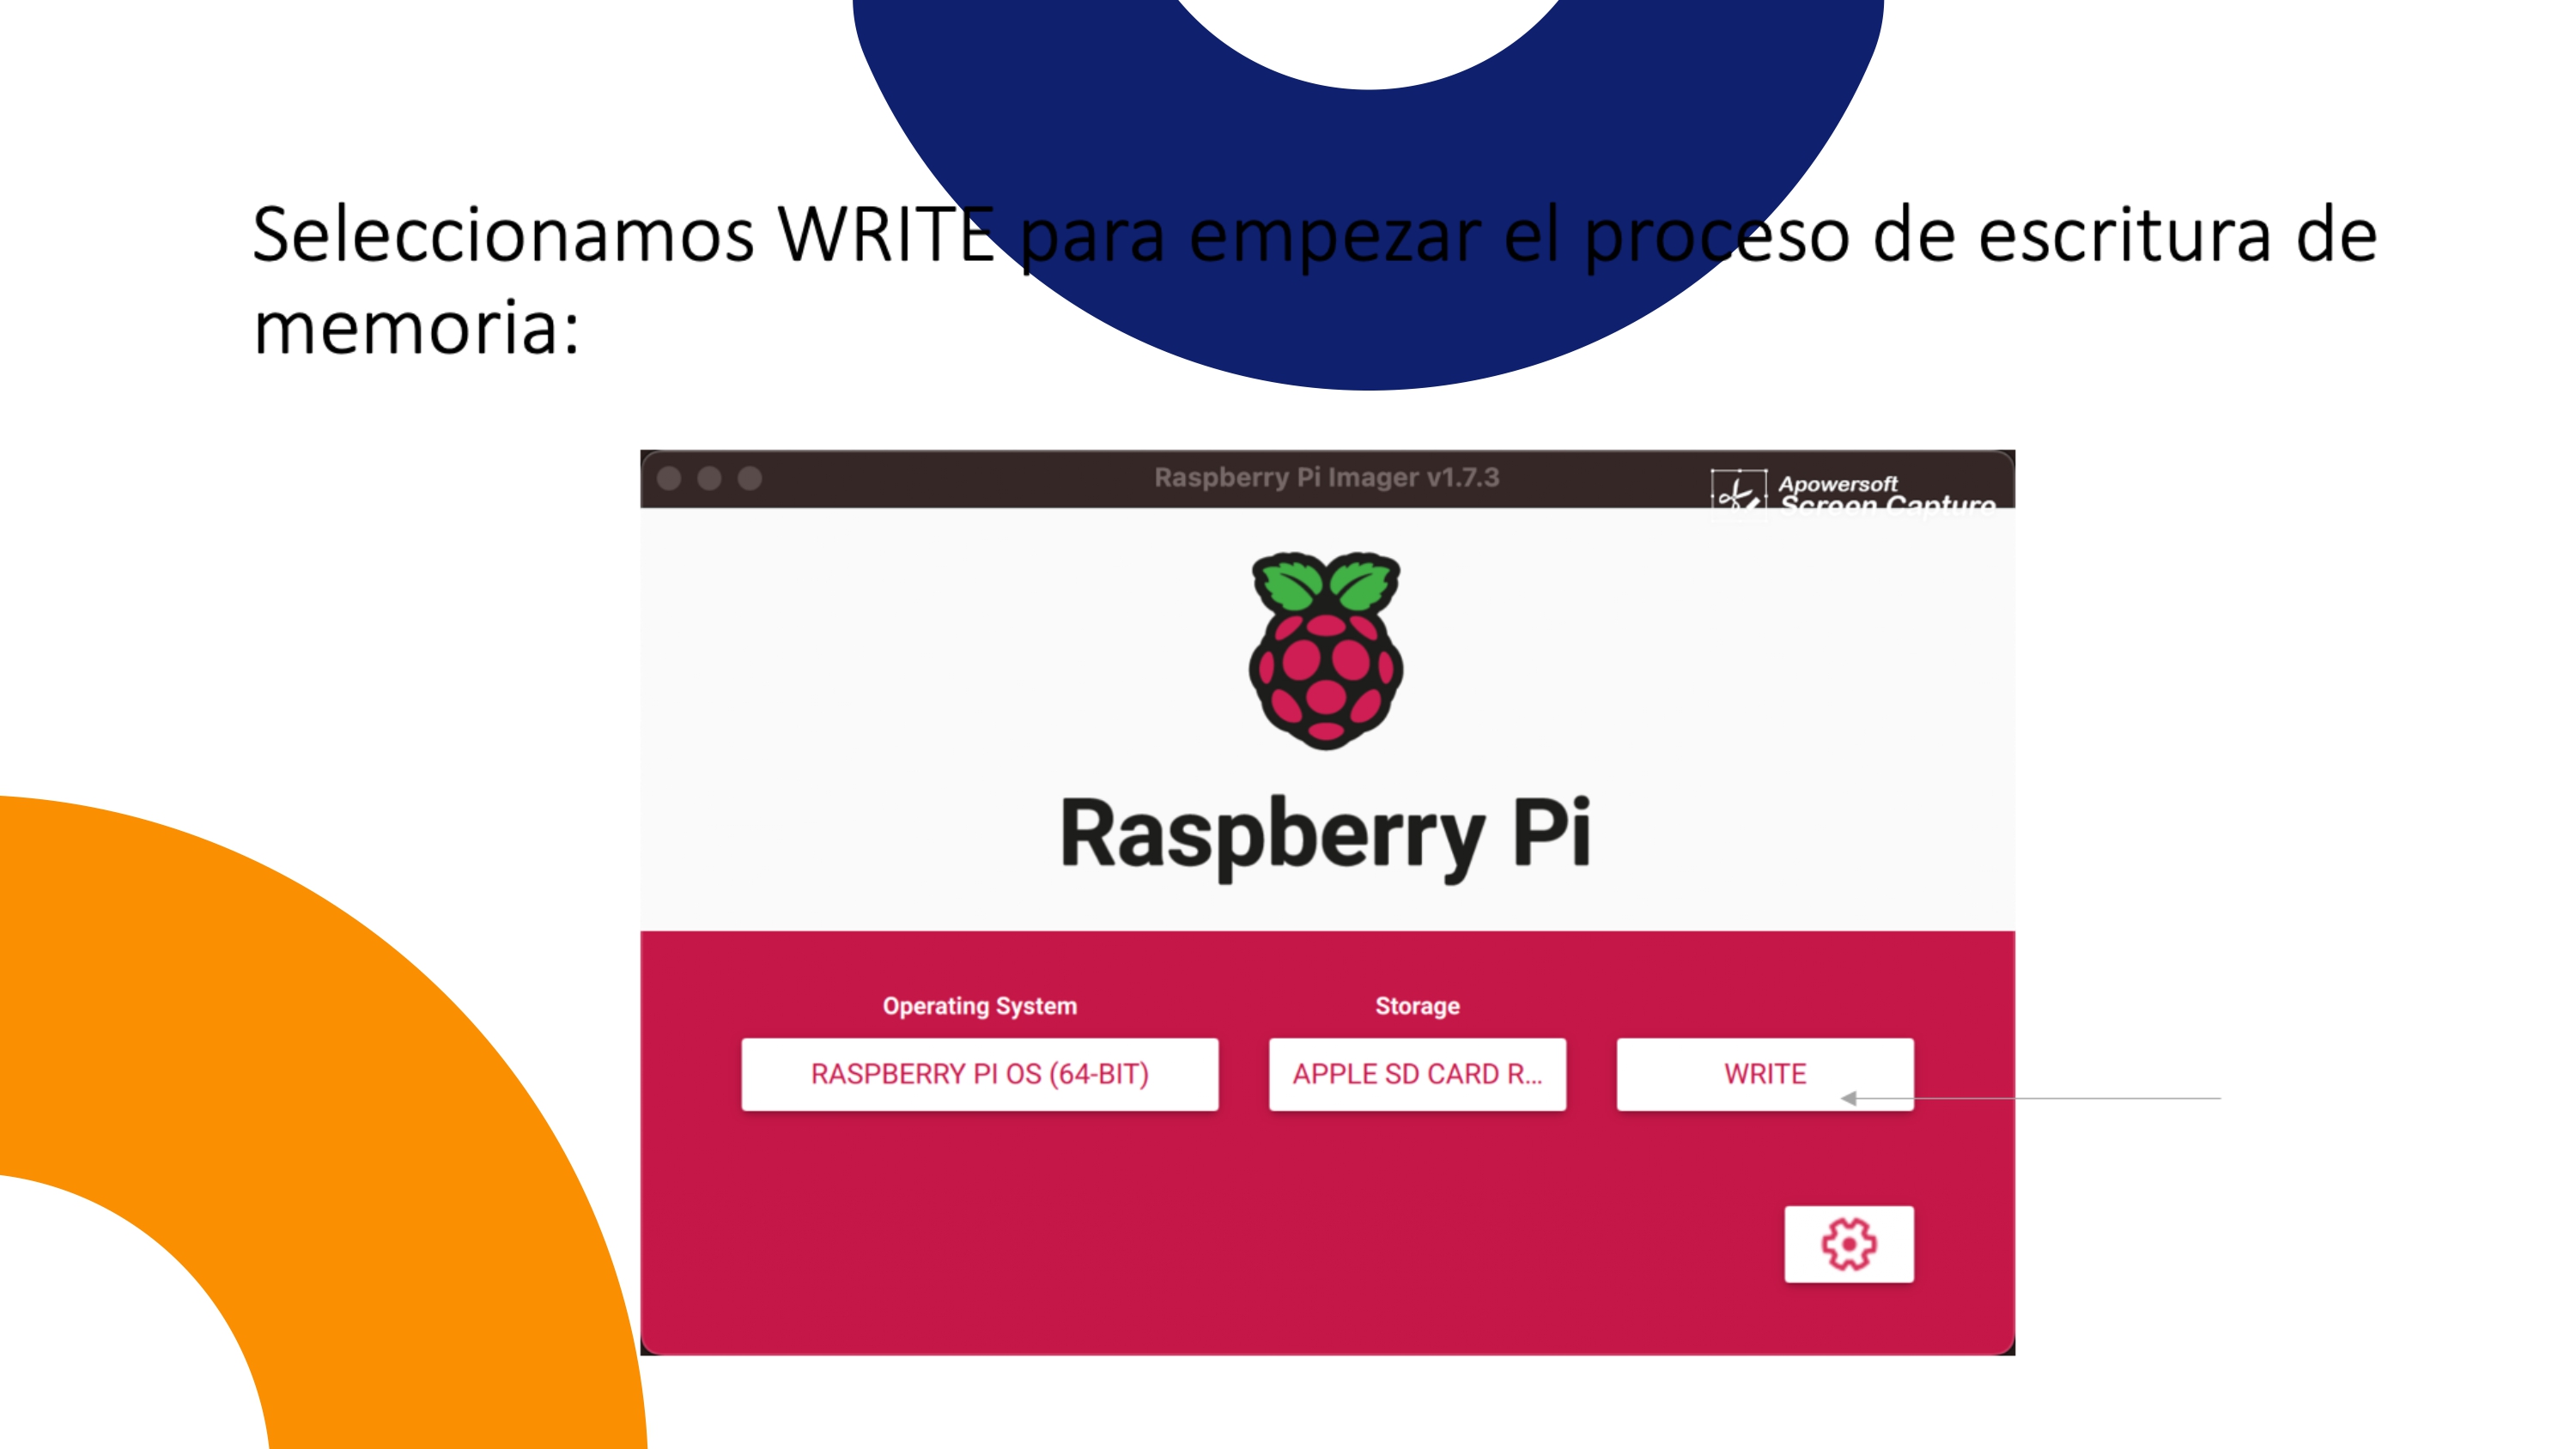 Seleccionamos WRITE para empezar el proceso de escritura de
memoria:
Raspberry Pi Imager v1.7.3
Apowersoft
Screen Capture
Raspberry Pi
Operating System
Storage
RASPBERRY PI OS (64-BIT)
APPLE SD CARD R...
WRITE